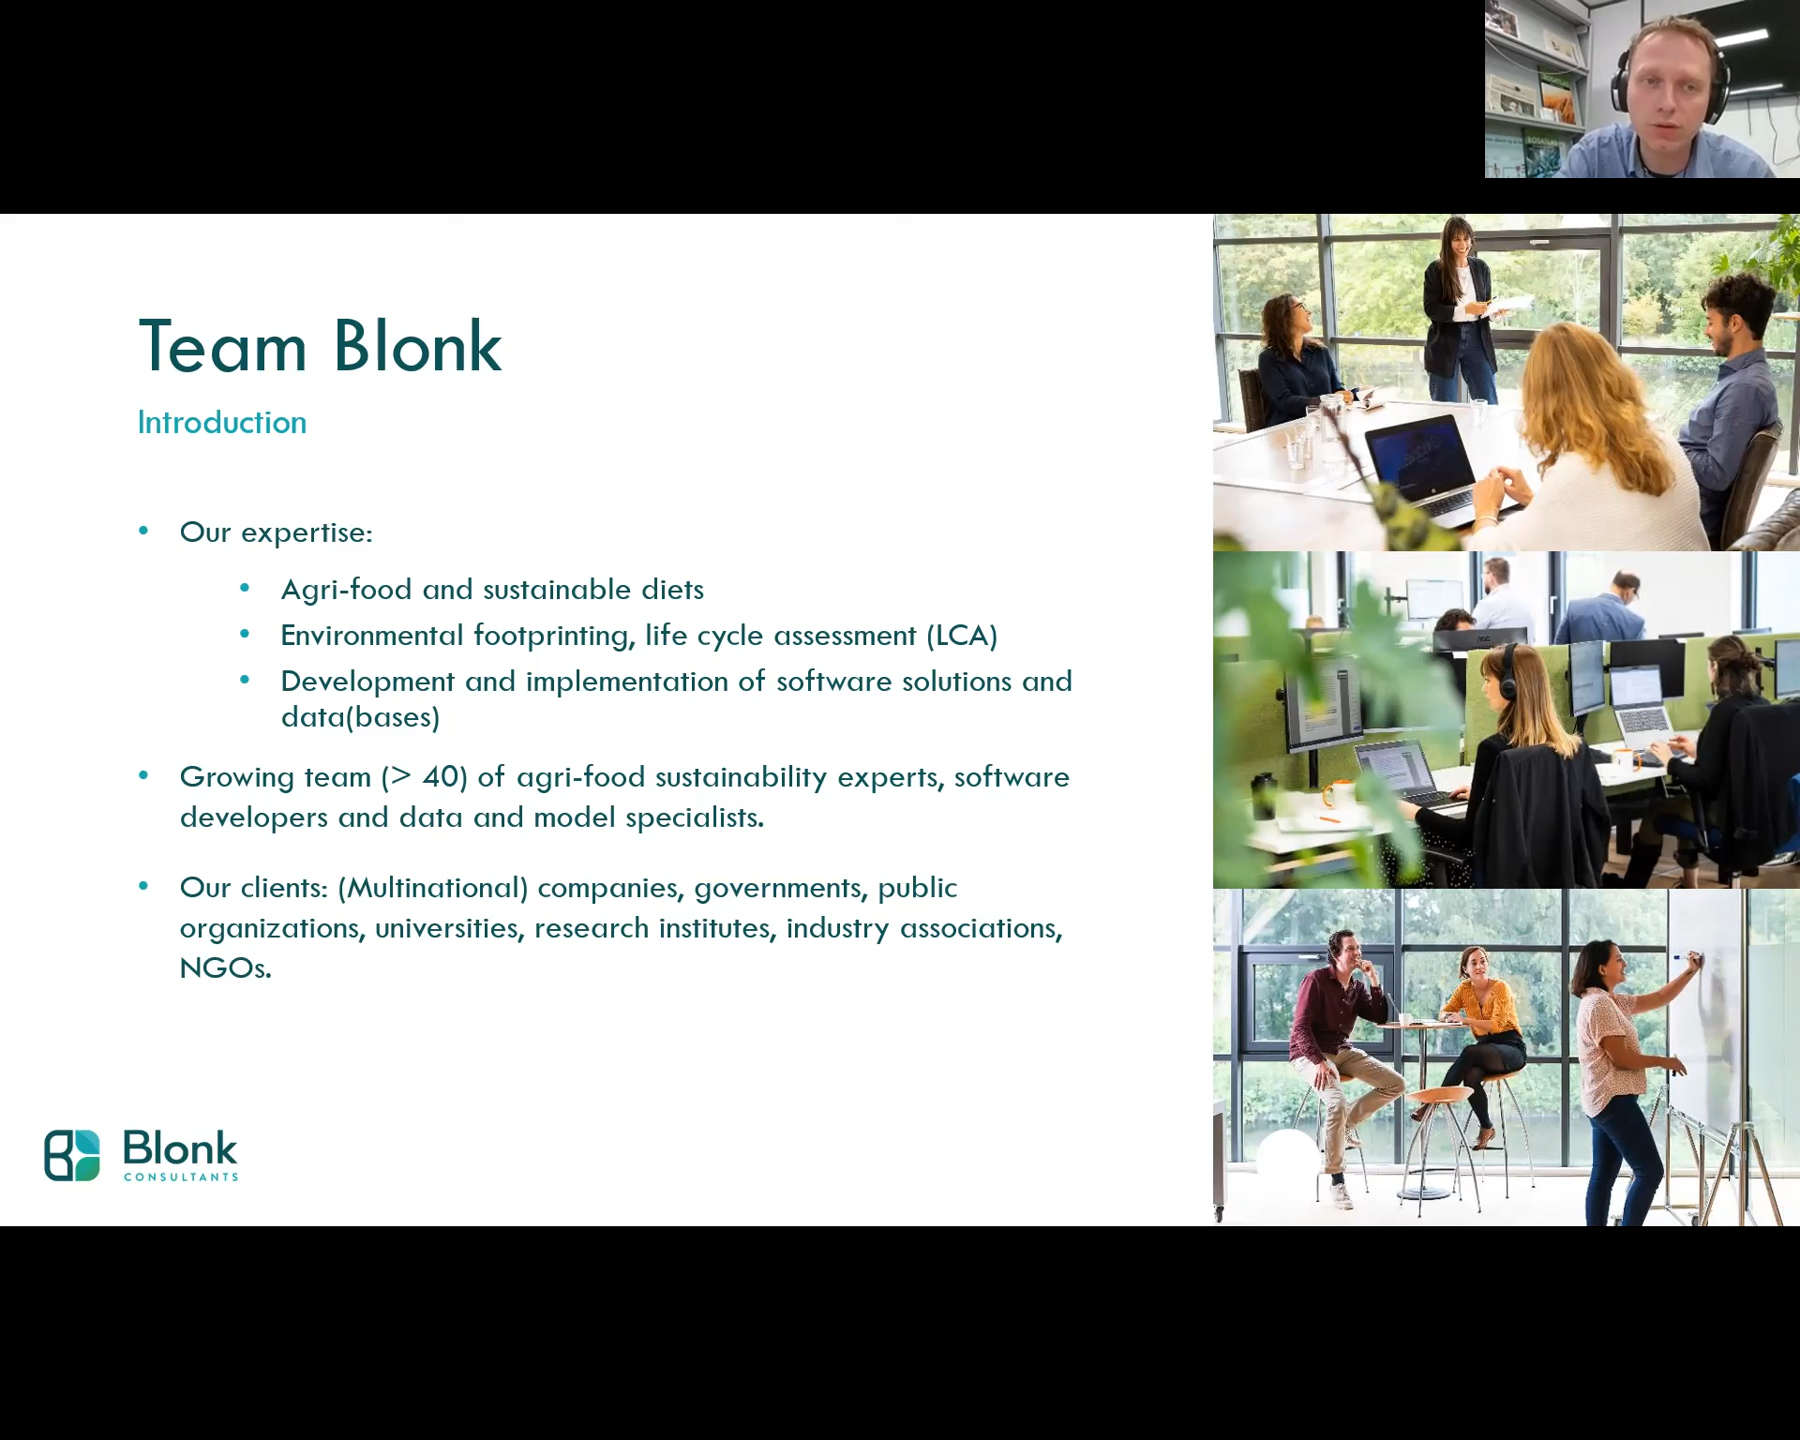 Team Blonk
Introduction
• Our expertise:
• Agri-food and sustainable diets
• Environmental footprinting, life cycle assessment (LCA)
• Development and implementation of software solutions and
data(bases)
• Growing team (> 40) of agri-food sustainability experts, software
developers and data and model specialists.
• Our clients: (Multinational) companies, governments, public
organizations, universities, research institutes, industry associations,
NGOs.
Blonk
CONSULTANTS